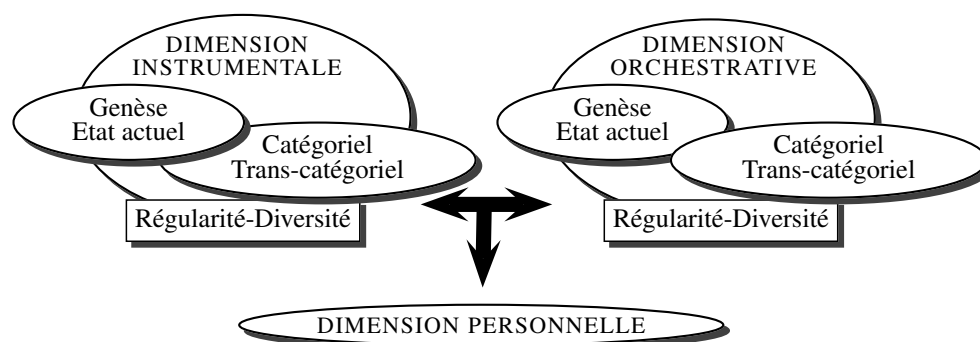 DIMENSION
INSTRUMENTALE
Genèse
Etat actuel
Catégoriel
Trans-catégoriel
Régularité-Diversité
DIMENSION
ORCHESTRATIVE
Genèse
Etat actuel
Catégoriel
Trans-catégoriel
Régularité-Diversité
DIMENSION PERSONNELLE